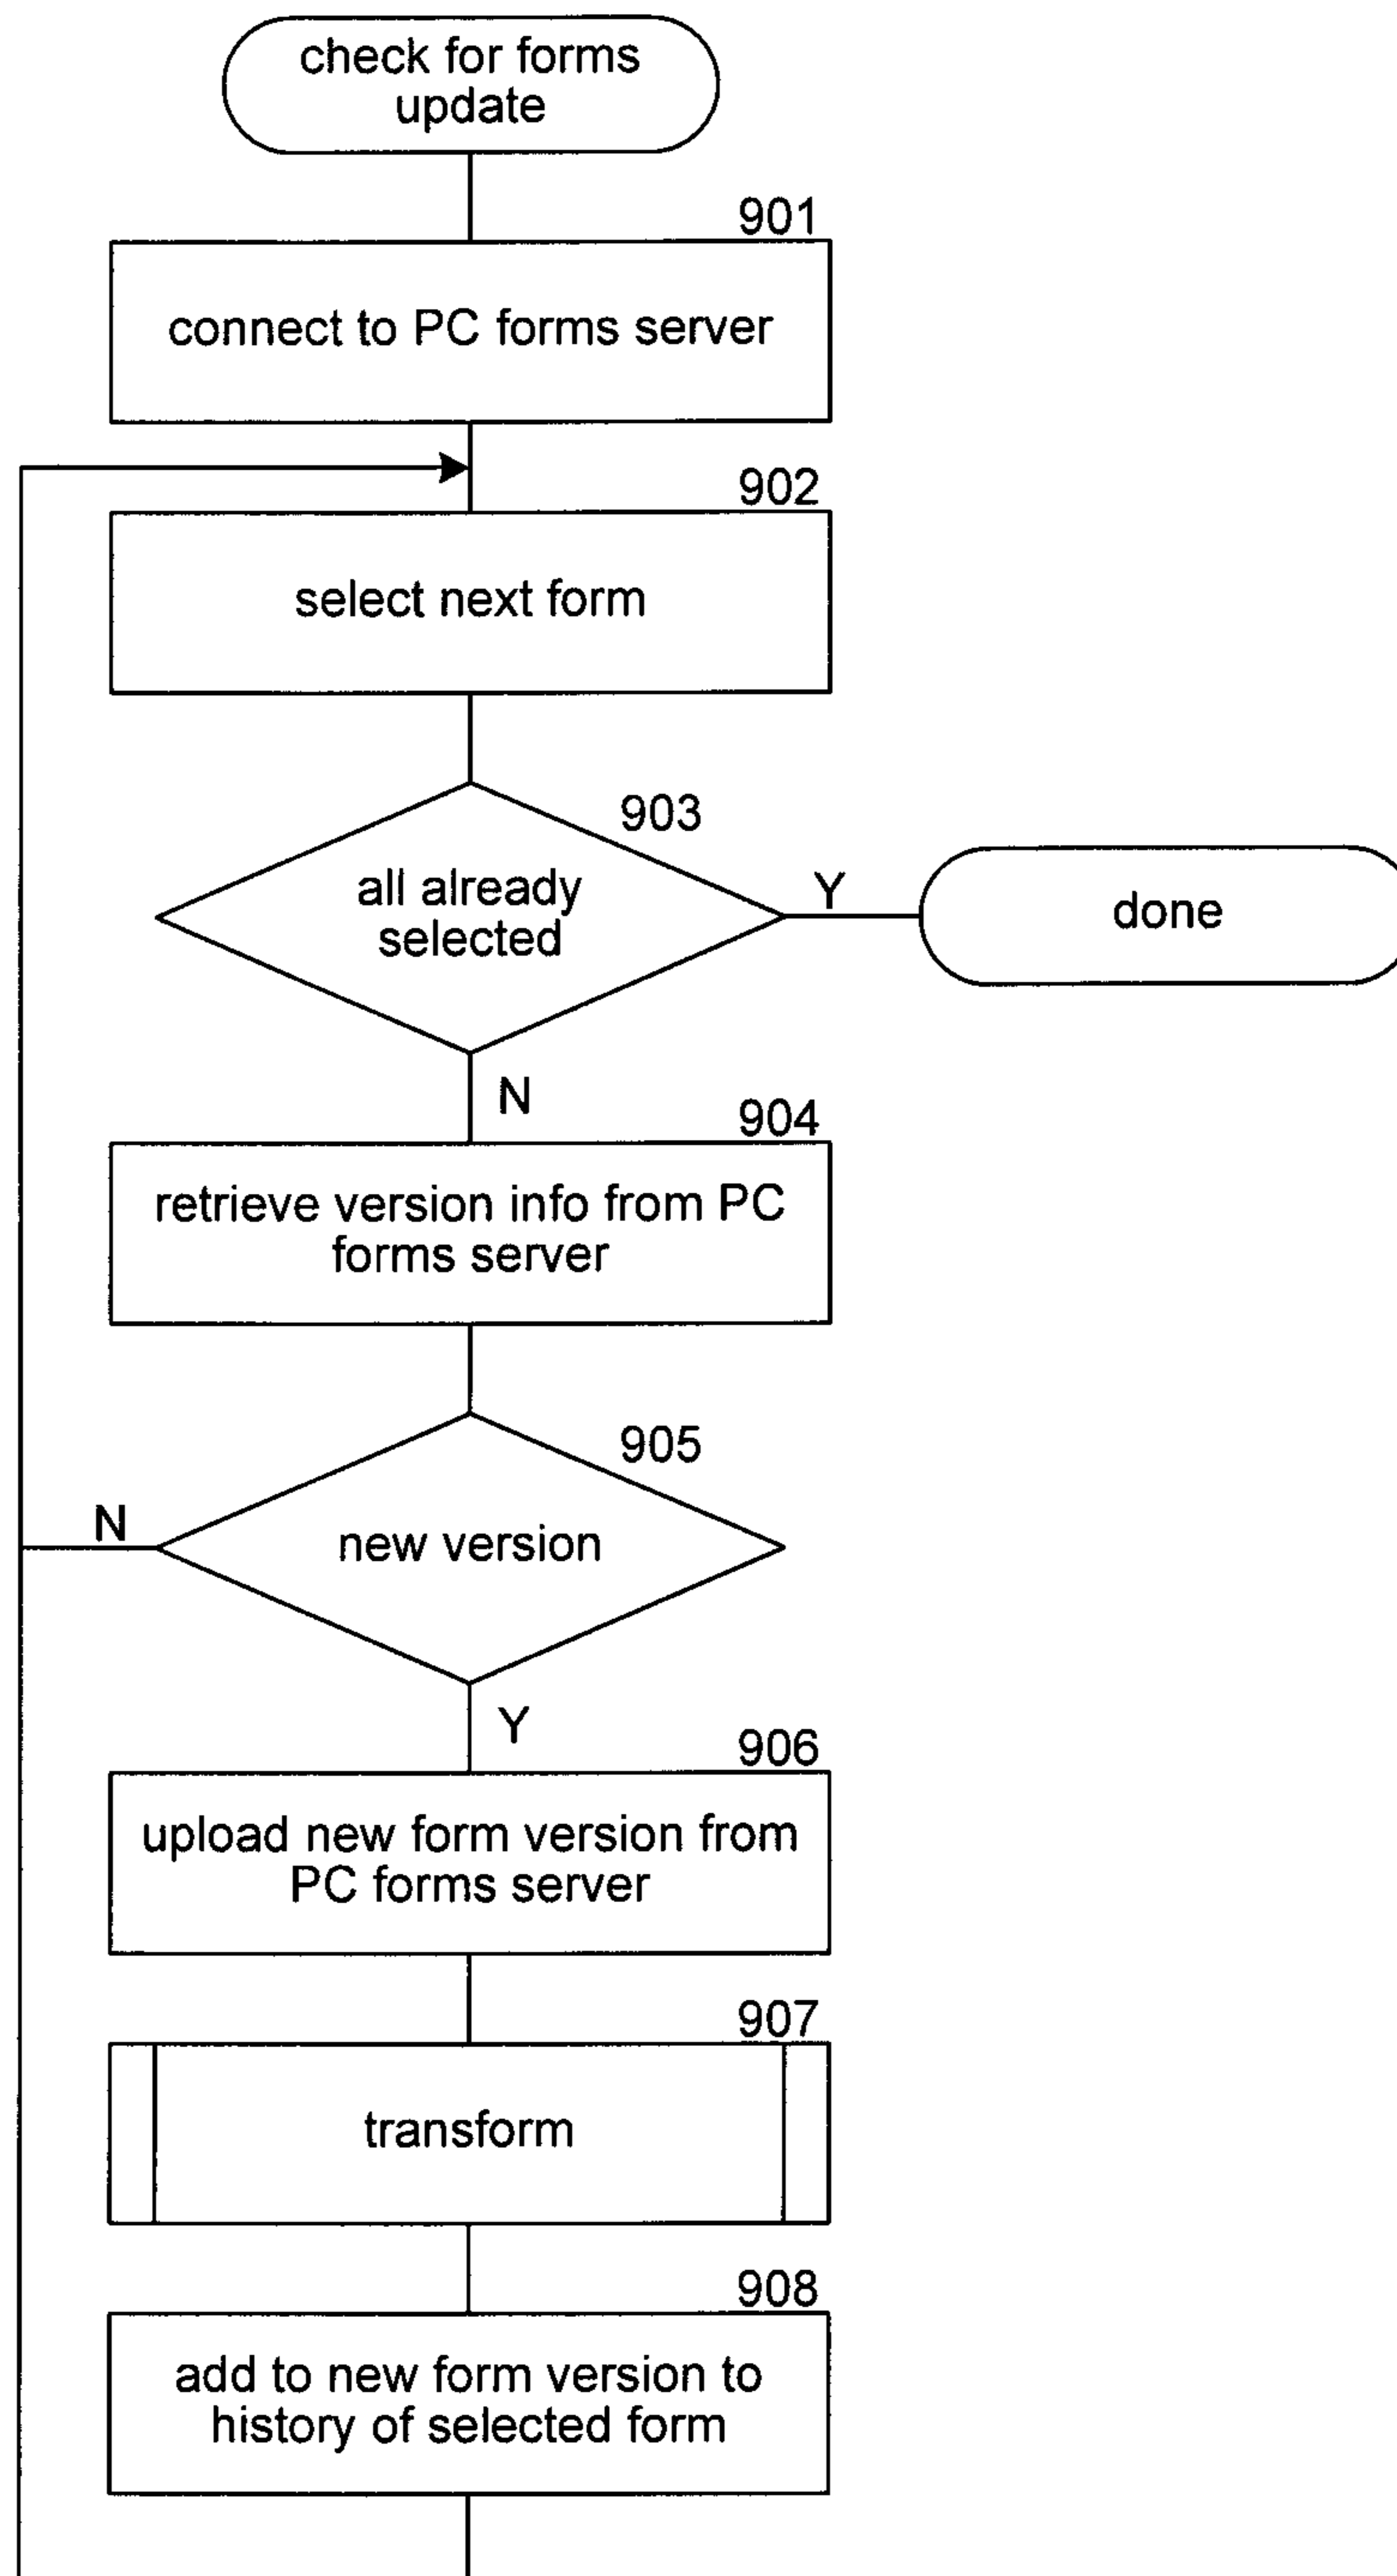 check for forms
update
901
connect to PC forms server
902
select next form
903
all already
selected
Y
done
N
904
retrieve version info from PC
forms server
905
N
new version
Y
906
upload new form version from
PC forms server
907
transform
908
add to new form version to
history of selected form